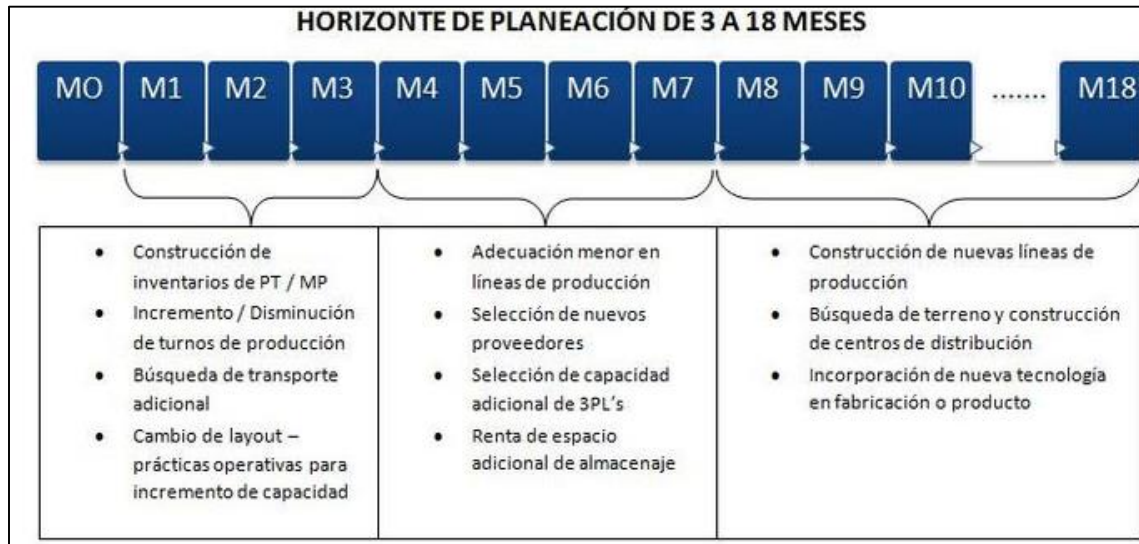 HORIZONTE DE PLANEACIÓN DE 3 A 18 MESES
MO M1 M2 M3 M4 M5 M6 M7 M8 M9 M10 ....... M18
• Construcción de
inventarios de PT / MP
• Incremento / Disminución
de turnos de producción
• Búsqueda de transporte
adicional
• Cambio de layout –
prácticas operativas para
incremento de capacidad
• Adecuación menor en
líneas de producción
• Selección de nuevos
proveedores
• Selección de capacidad
adicional de 3PL's
• Renta de espacio
adicional de almacenaje
• Construcción de nuevas líneas de
producción
• Búsqueda de terreno y construcción
de centros de distribución
• Incorporación de nueva tecnología
en fabricación o producto